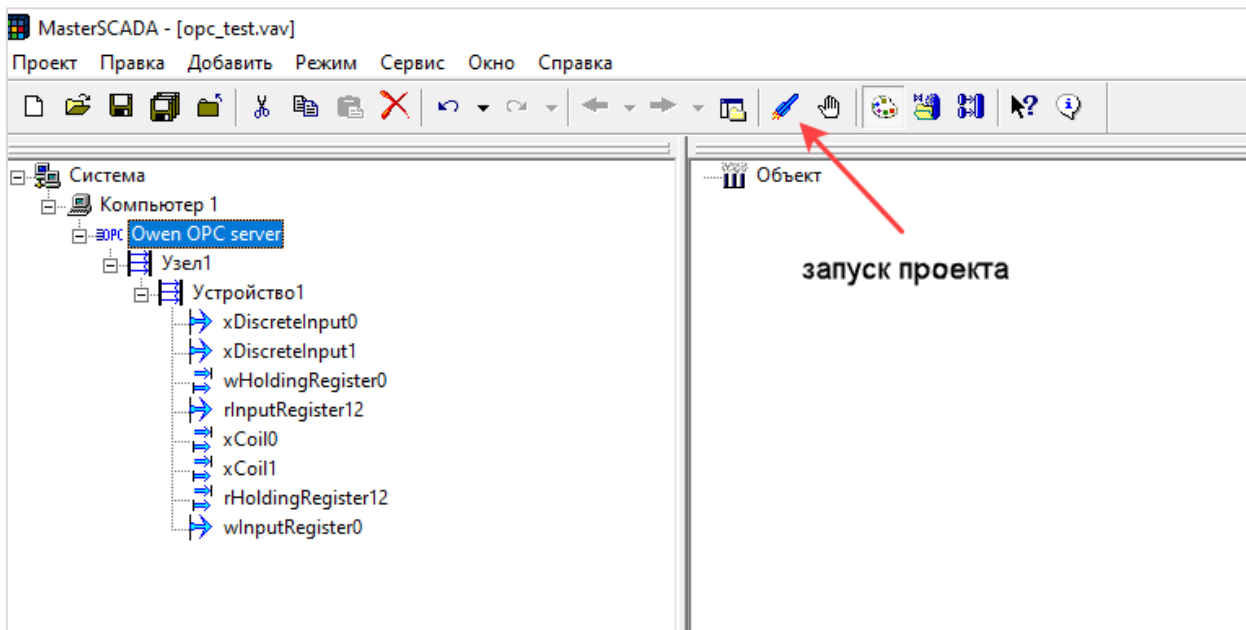 MasterSCADA - [opc_test.vav]
Проект Правка Добавить Режим Сервис Окно Справка
Система
Компьютер 1
OPC Owen OPC server
Узел1
Устройство1
xDiscreteInput0
xDiscreteInput1
wHoldingRegister0
rInputRegister12
xCoil0
xCoil1
rHoldingRegister12
wInputRegister0
Объект
запуск проекта